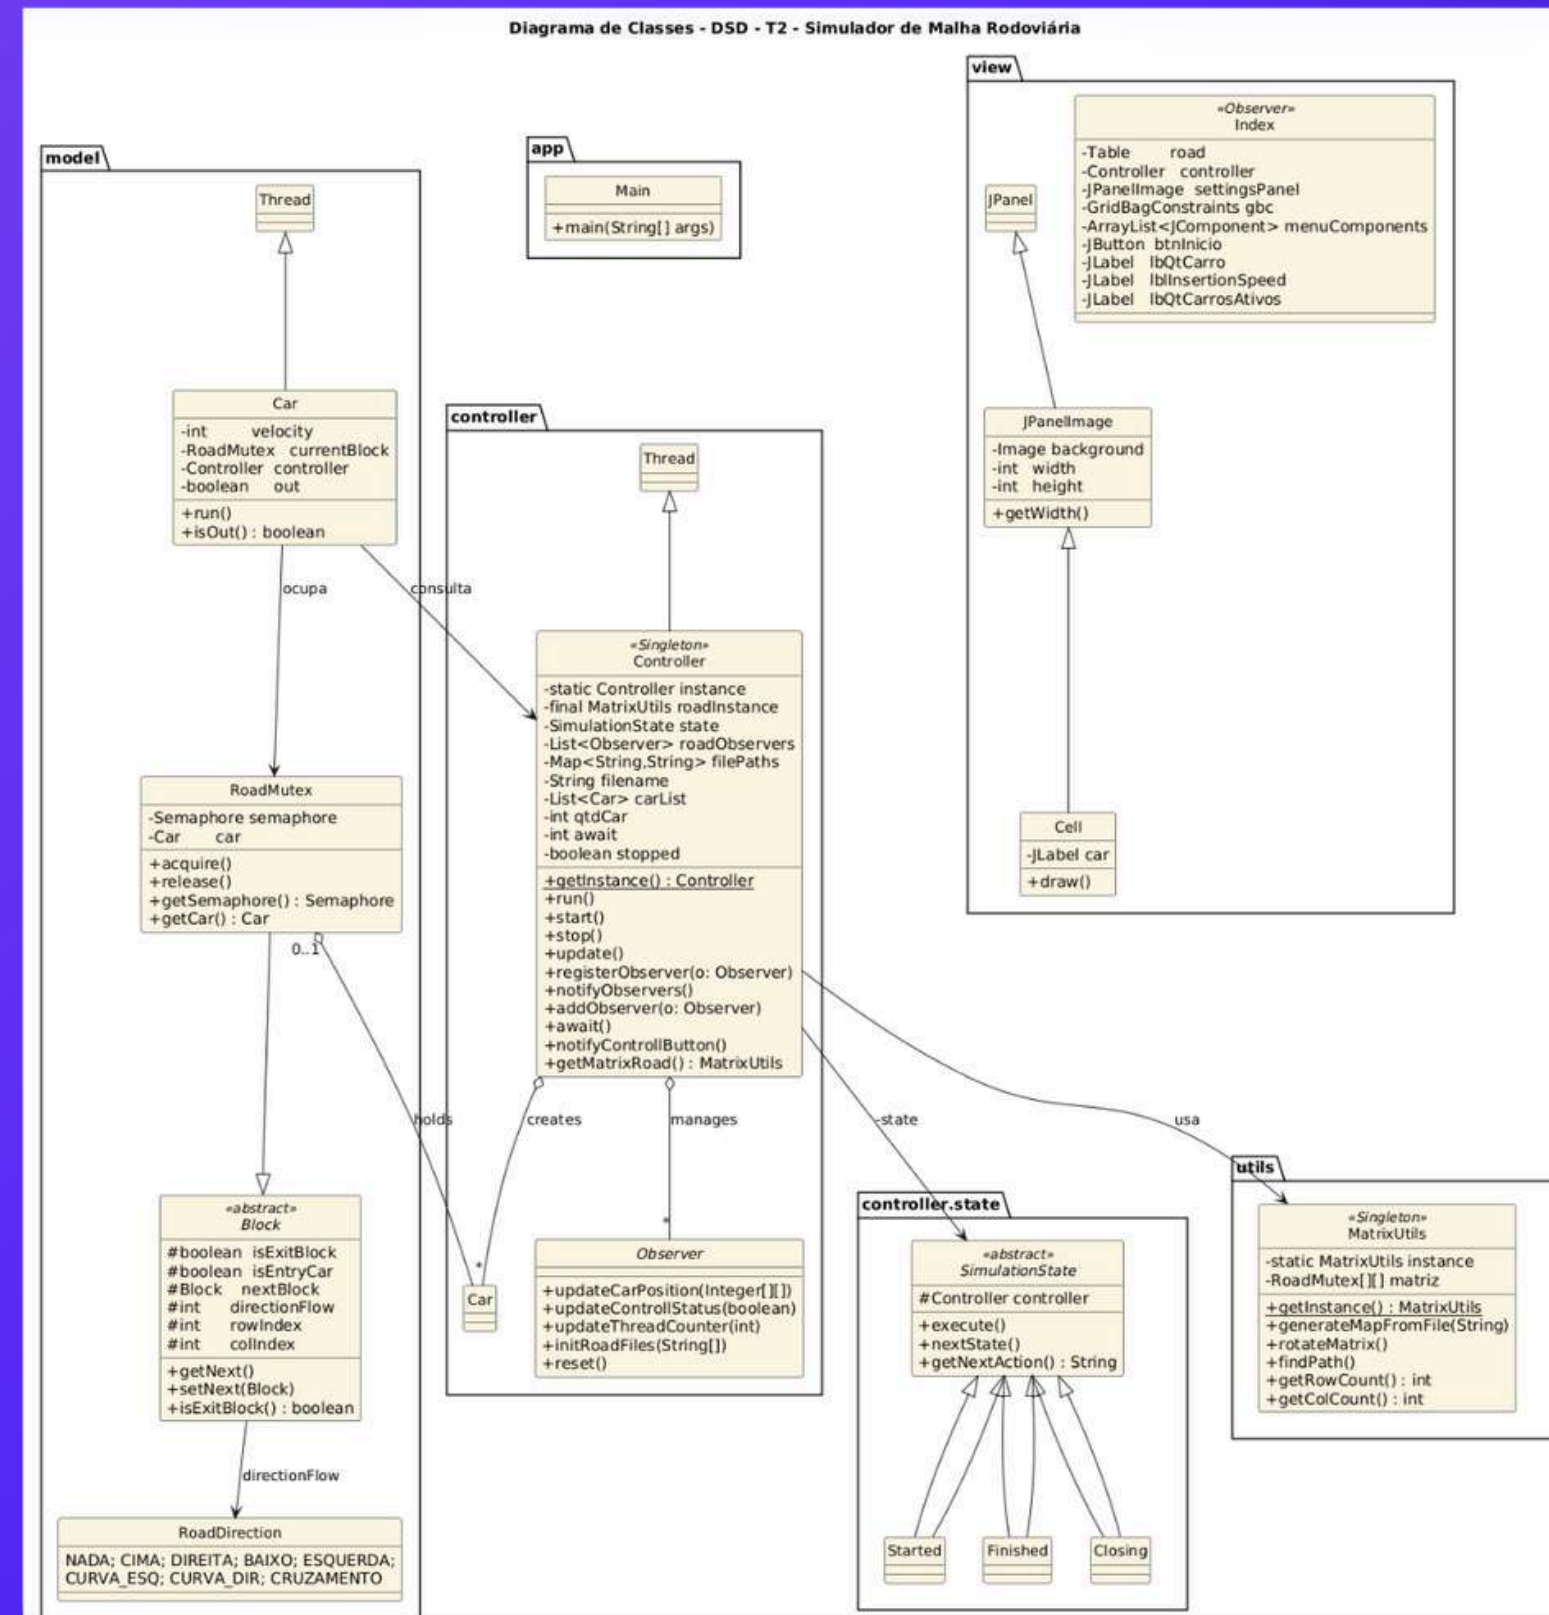 Diagrama de Classes - DSD - T2 - Simulador de Malha Rodoviária
view
«Observer»
Index
-Table road
-Controller controller
-JPanelImage settingsPanel
-GridBagConstraints gbc
-ArrayList<JComponent> menuComponents
-JButton btnInicio
-JLabel lbQtCarro
-JLabel lblInsertionSpeed
-JLabel lbQtCarrosAtivos
JPanel
JPanelImage
-Image background
-int width
-int height
+getWidth()
Cell
-JLabel car
+draw()
app
Main
+main(String[] args)
model
Thread
Car
-int velocity
-RoadMutex currentBlock
-Controller controller
-boolean out
+run()
+isOut() : boolean
ocupa
consulta
RoadMutex
-Semaphore semaphore
-Car car
+acquire()
+release()
+getSemaphore() : Semaphore
+getCar() : Car
0..1
holds
«abstract»
Block
#boolean isExitBlock
#boolean isEntryCar
#Block nextBlock
#int directionFlow
#int rowIndex
#int colIndex
+getNext()
+setNext(Block)
+isExitBlock() : boolean
directionFlow
RoadDirection
NADA; CIMA; DIREITA; BAIXO; ESQUERDA;
CURVA_ESQ; CURVA_DIR; CRUZAMENTO
controller
Thread
«Singleton»
Controller
-static Controller instance
-final MatrixUtils roadInstance
-SimulationState state
-List<Observer> roadObservers
-Map<String,String> filePaths
-String filename
-List<Car> carList
-int qtdCar
-int await
-boolean stopped
+getInstance() : Controller
+run()
+start()
+stop()
+update()
+registerObserver(o: Observer)
+notifyObservers()
+addObserver(o: Observer)
+await()
+notifyControllButton()
+getMatrixRoad() : MatrixUtils
creates
manages
-state
usa
*
*
Car
Observer
+updateCarPosition(Integer[][])
+updateControllStatus(boolean)
+updateThreadCounter(int)
+initRoadFiles(String[])
+reset()
controller.state
«abstract»
SimulationState
#Controller controller
+execute()
+nextState()
+getNextAction() : String
Started
Finished
Closing
utils
«Singleton»
MatrixUtils
-static MatrixUtils instance
-RoadMutex[][] matriz
+getInstance() : MatrixUtils
+generateMapFromFile(String)
+rotateMatrix()
+findPath()
+getRowCount() : int
+getColCount() : int